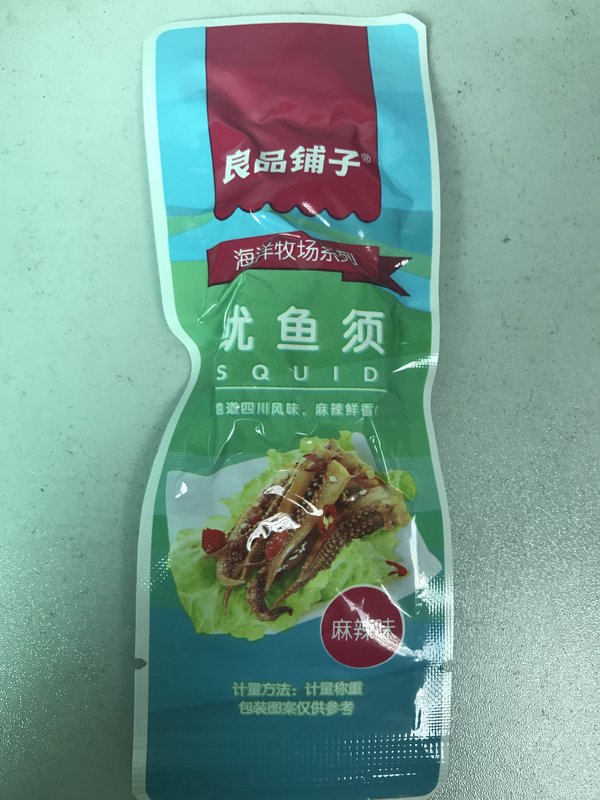 良品铺子®
海洋牧场系列
鱿鱼须
SQUID
地道四川风味，麻辣鲜香！
麻辣味
计量方法：计量称重
包装图案仅供参考